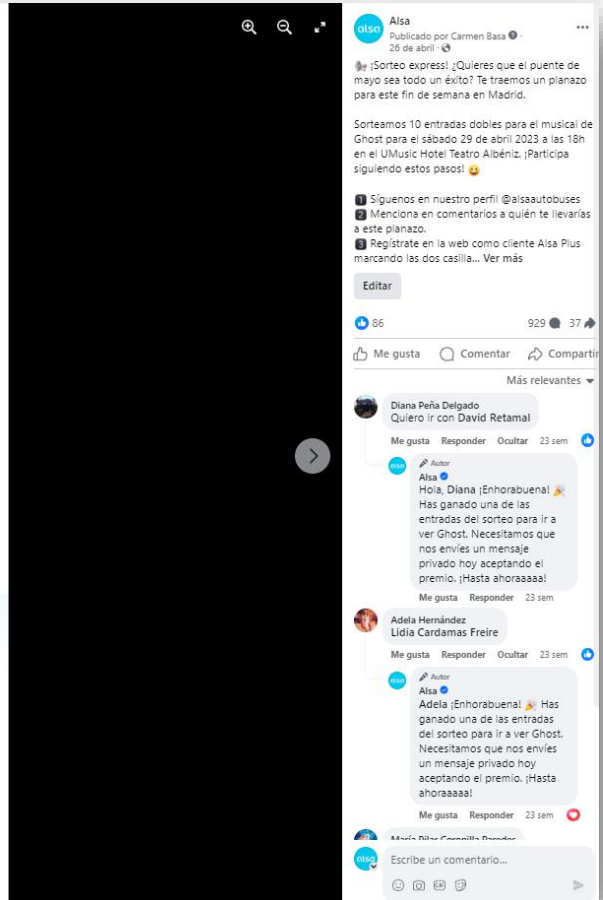 alsa
Alsa
Publicado por Carmen Basa
26 de abril
¡Sorteo express! ¿Quieres que el puente de
mayo sea todo un éxito? Te traemos un planazo
para este fin de semana en Madrid.
Sorteamos 10 entradas dobles para el musical de
Ghost para el sábado 29 de abril 2023 a las 18h
en el UMusic Hotel Teatro Albéniz. ¡Participa
siguiendo estos pasos! 😀
1 Síguenos en nuestro perfil @alsaautobuses
2 Menciona en comentarios a quién te llevarías
a este planazo.
3 Regístrate en la web como cliente Alsa Plus
marcando las dos casilla... Ver más
Editar
86 929 37
Me gusta Comentar Compartir
Más relevantes
Diana Peña Delgado
Quiero ir con David Retamal
Me gusta Responder Ocultar 23 sem
alsa
Autor
Alsa
Hola, Diana ¡Enhorabuena! 🎉
Has ganado una de las
entradas del sorteo para ir a
ver Ghost. Necesitamos que
nos envíes un mensaje
privado hoy aceptando el
premio. ¡Hasta ahoraaaaa!
Me gusta Responder 23 sem
Adela Hernández
Lidia Cardamas Freire
Me gusta Responder Ocultar 23 sem
alsa
Autor
Alsa
Adela ¡Enhorabuena! 🎉 Has
ganado una de las entradas
del sorteo para ir a ver Ghost.
Necesitamos que nos envíes
un mensaje privado hoy
aceptando el premio. ¡Hasta
ahoraaaaa!
Me gusta Responder 23 sem
María Pilar Coronilla Paredes
alsa
Escribe un comentario...
GIF